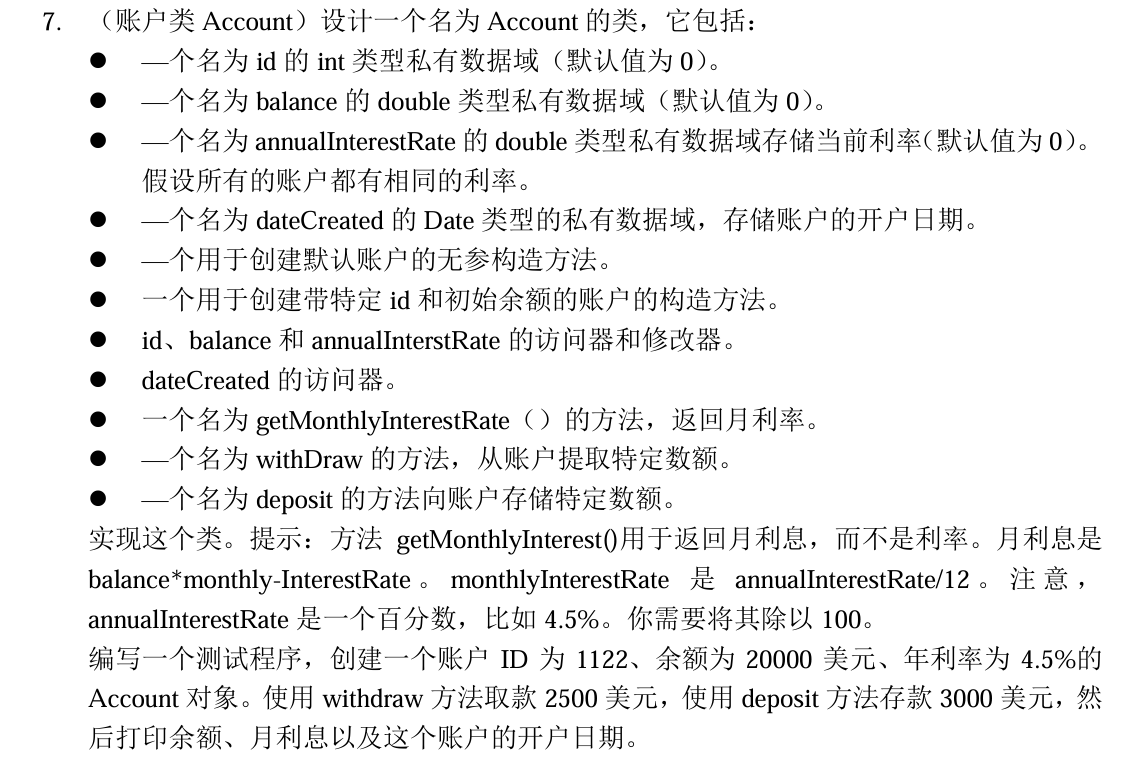 7. （账户类 Account）设计一个名为 Account 的类，它包括：
● —个名为 id 的 int 类型私有数据域（默认值为 0）。
● —个名为 balance 的 double 类型私有数据域（默认值为 0）。
● —个名为 annualInterestRate 的 double 类型私有数据域存储当前利率（默认值为 0）。
假设所有的账户都有相同的利率。
● —个名为 dateCreated 的 Date 类型的私有数据域，存储账户的开户日期。
● —个用于创建默认账户的无参构造方法。
● 一个用于创建带特定 id 和初始余额的账户的构造方法。
● id、balance 和 annualInterstRate 的访问器和修改器。
● dateCreated 的访问器。
● 一个名为 getMonthlyInterestRate（）的方法，返回月利率。
● —个名为 withDraw 的方法，从账户提取特定数额。
● —个名为 deposit 的方法向账户存储特定数额。
实现这个类。提示：方法 getMonthlyInterest()用于返回月利息，而不是利率。月利息是
balance*monthly-InterestRate 。 monthlyInterestRate 是 annualInterestRate/12 。 注 意 ，
annualInterestRate 是一个百分数，比如 4.5%。你需要将其除以 100。
编写一个测试程序，创建一个账户 ID 为 1122、余额为 20000 美元、年利率为 4.5%的
Account 对象。使用 withdraw 方法取款 2500 美元，使用 deposit 方法存款 3000 美元，然
后打印余额、月利息以及这个账户的开户日期。